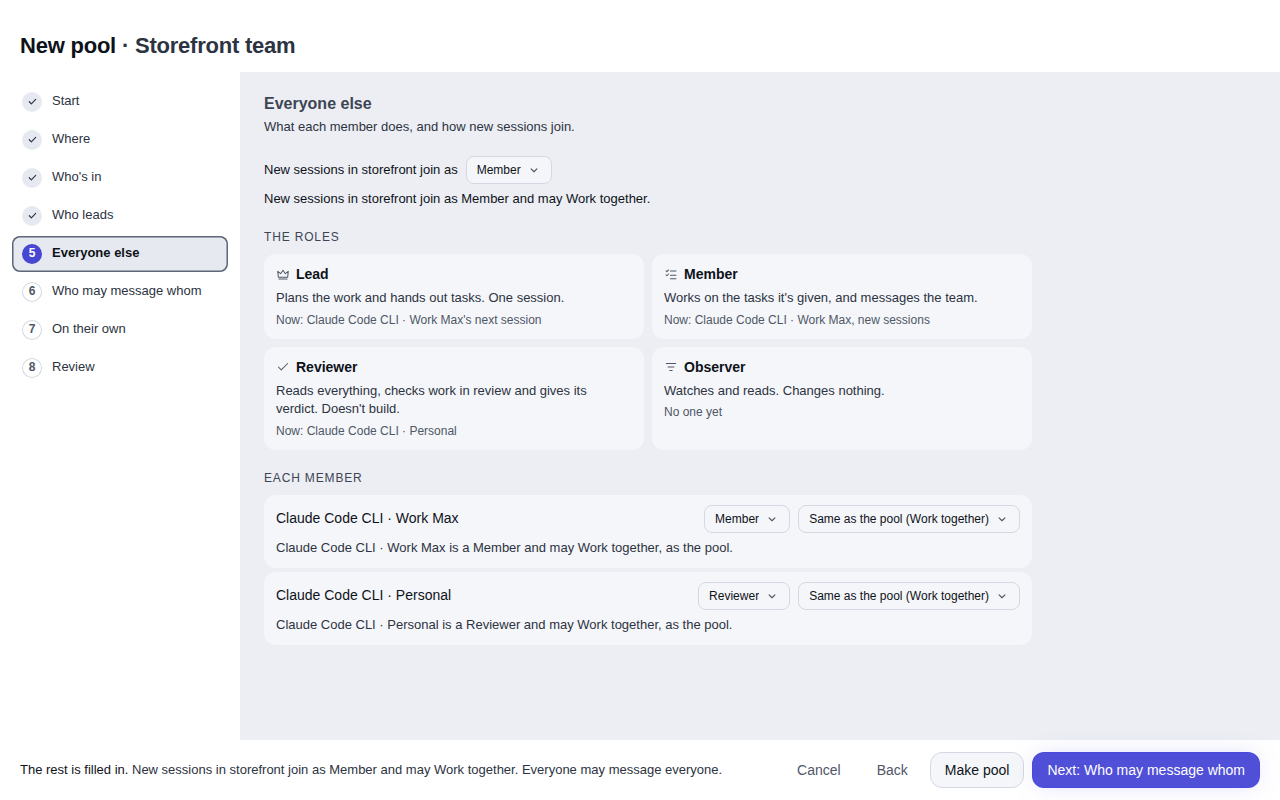 New pool · Storefront team
Start
Where
Who's in
Who leads
5 Everyone else
6 Who may message whom
7 On their own
8 Review
Everyone else
What each member does, and how new sessions join.
New sessions in storefront join as Member
New sessions in storefront join as Member and may Work together.
THE ROLES
Lead
Plans the work and hands out tasks. One session.
Now: Claude Code CLI · Work Max's next session
Member
Works on the tasks it's given, and messages the team.
Now: Claude Code CLI · Work Max, new sessions
Reviewer
Reads everything, checks work in review and gives its
verdict. Doesn't build.
Now: Claude Code CLI · Personal
Observer
Watches and reads. Changes nothing.
No one yet
EACH MEMBER
Claude Code CLI · Work Max Member Same as the pool (Work together)
Claude Code CLI · Work Max is a Member and may Work together, as the pool.
Claude Code CLI · Personal Reviewer Same as the pool (Work together)
Claude Code CLI · Personal is a Reviewer and may Work together, as the pool.
The rest is filled in. New sessions in storefront join as Member and may Work together. Everyone may message everyone. Cancel Back Make pool Next: Who may message whom